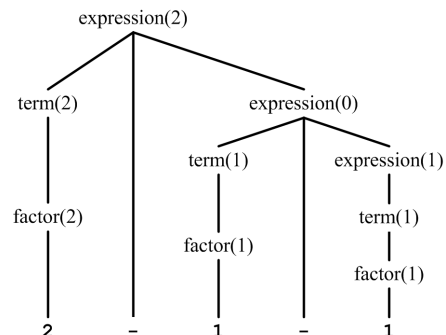 expression(2)
term(2) expression(0)
term(1) expression(1)
factor(2) term(1)
factor(1)
factor(1)
2 - 1 - 1